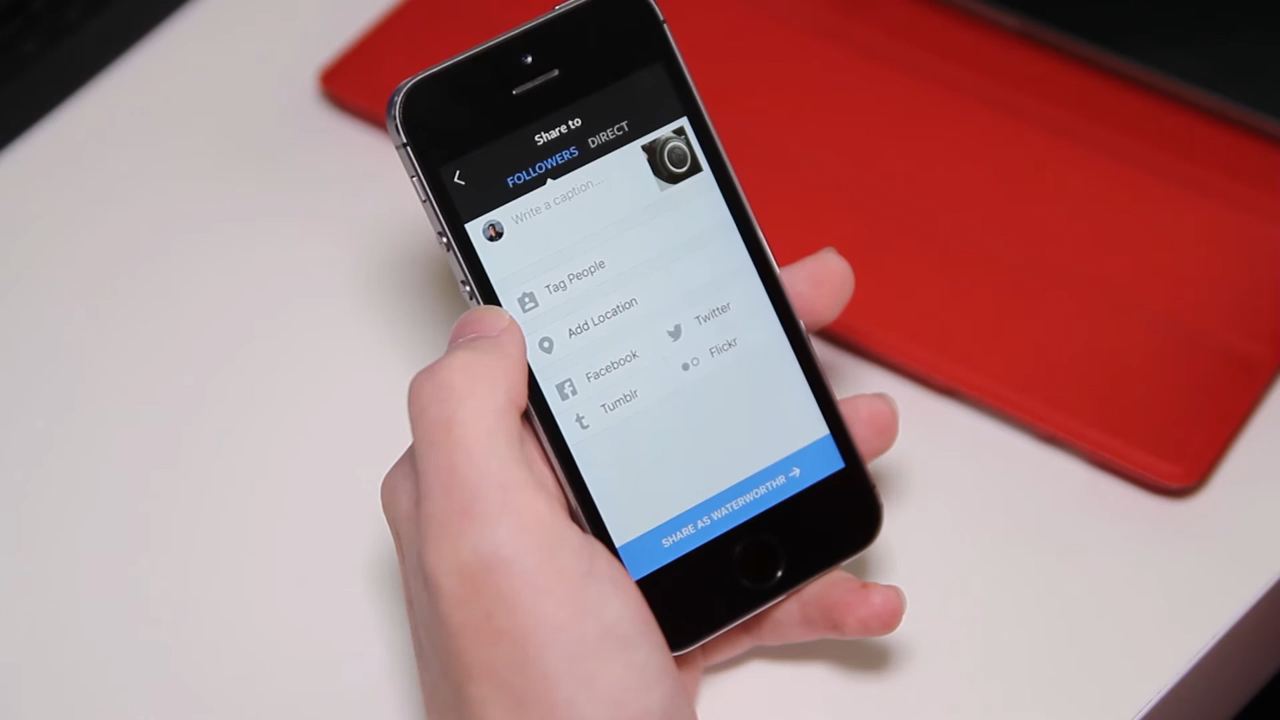 Share to
FOLLOWERS DIRECT
Write a caption...
Tag People
Add Location
Facebook Twitter
Tumblr Flickr
SHARE AS WATERWORTHR →